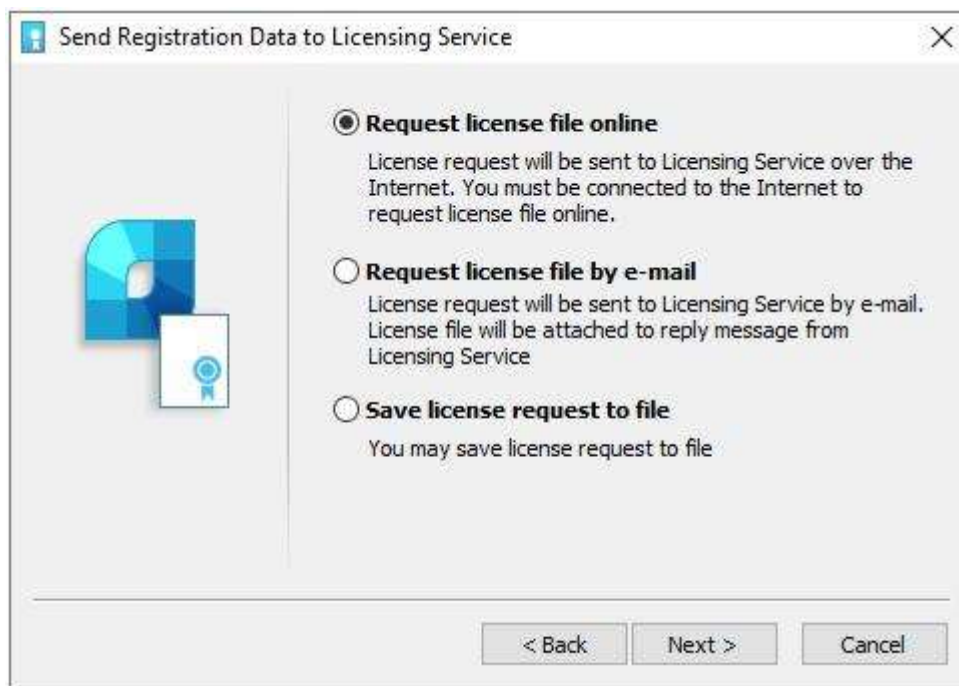 Send Registration Data to Licensing Service
Request license file online
License request will be sent to Licensing Service over the
Internet. You must be connected to the Internet to
request license file online.
Request license file by e-mail
License request will be sent to Licensing Service by e-mail.
License file will be attached to reply message from
Licensing Service
Save license request to file
You may save license request to file
< Back
Next >
Cancel